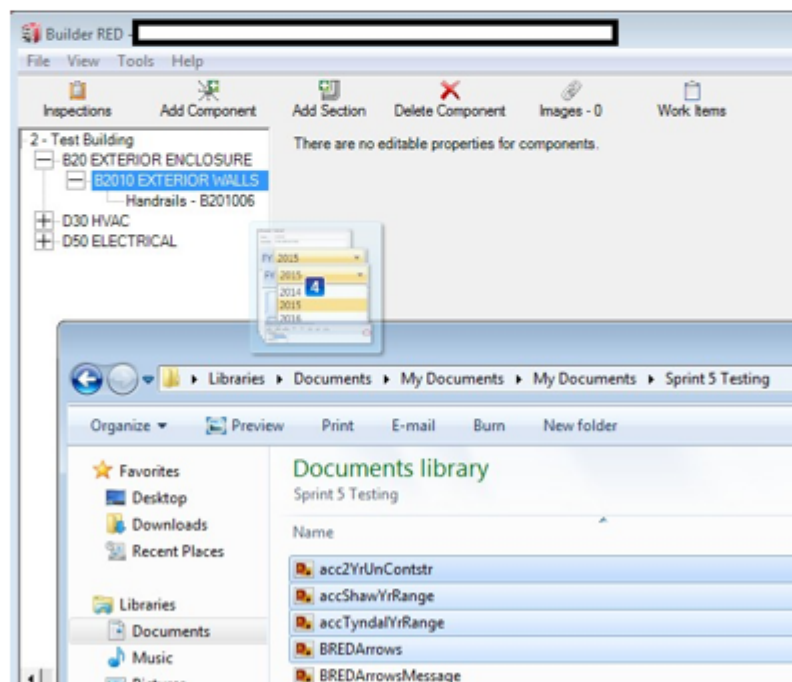 Builder RED -
File View Tools Help
Inspections Add Component Add Section Delete Component Images - 0 Work Items
2 - Test Building
B20 EXTERIOR ENCLOSURE
B2010 EXTERIOR WALLS
Handrails - B201006
D30 HVAC
D50 ELECTRICAL
There are no editable properties for components.
FY 2015
FY 2015
2014
4
2015
2016
Libraries Documents My Documents My Documents Sprint 5 Testing
Organize Preview Print E-mail Burn New folder
Favorites
Desktop
Downloads
Recent Places
Libraries
Documents
Music
Documents library
Sprint 5 Testing
Name
acc2YrUnContstr
accShawYrRange
accTyndalYrRange
BREDArrows
BREDArrowsMessage